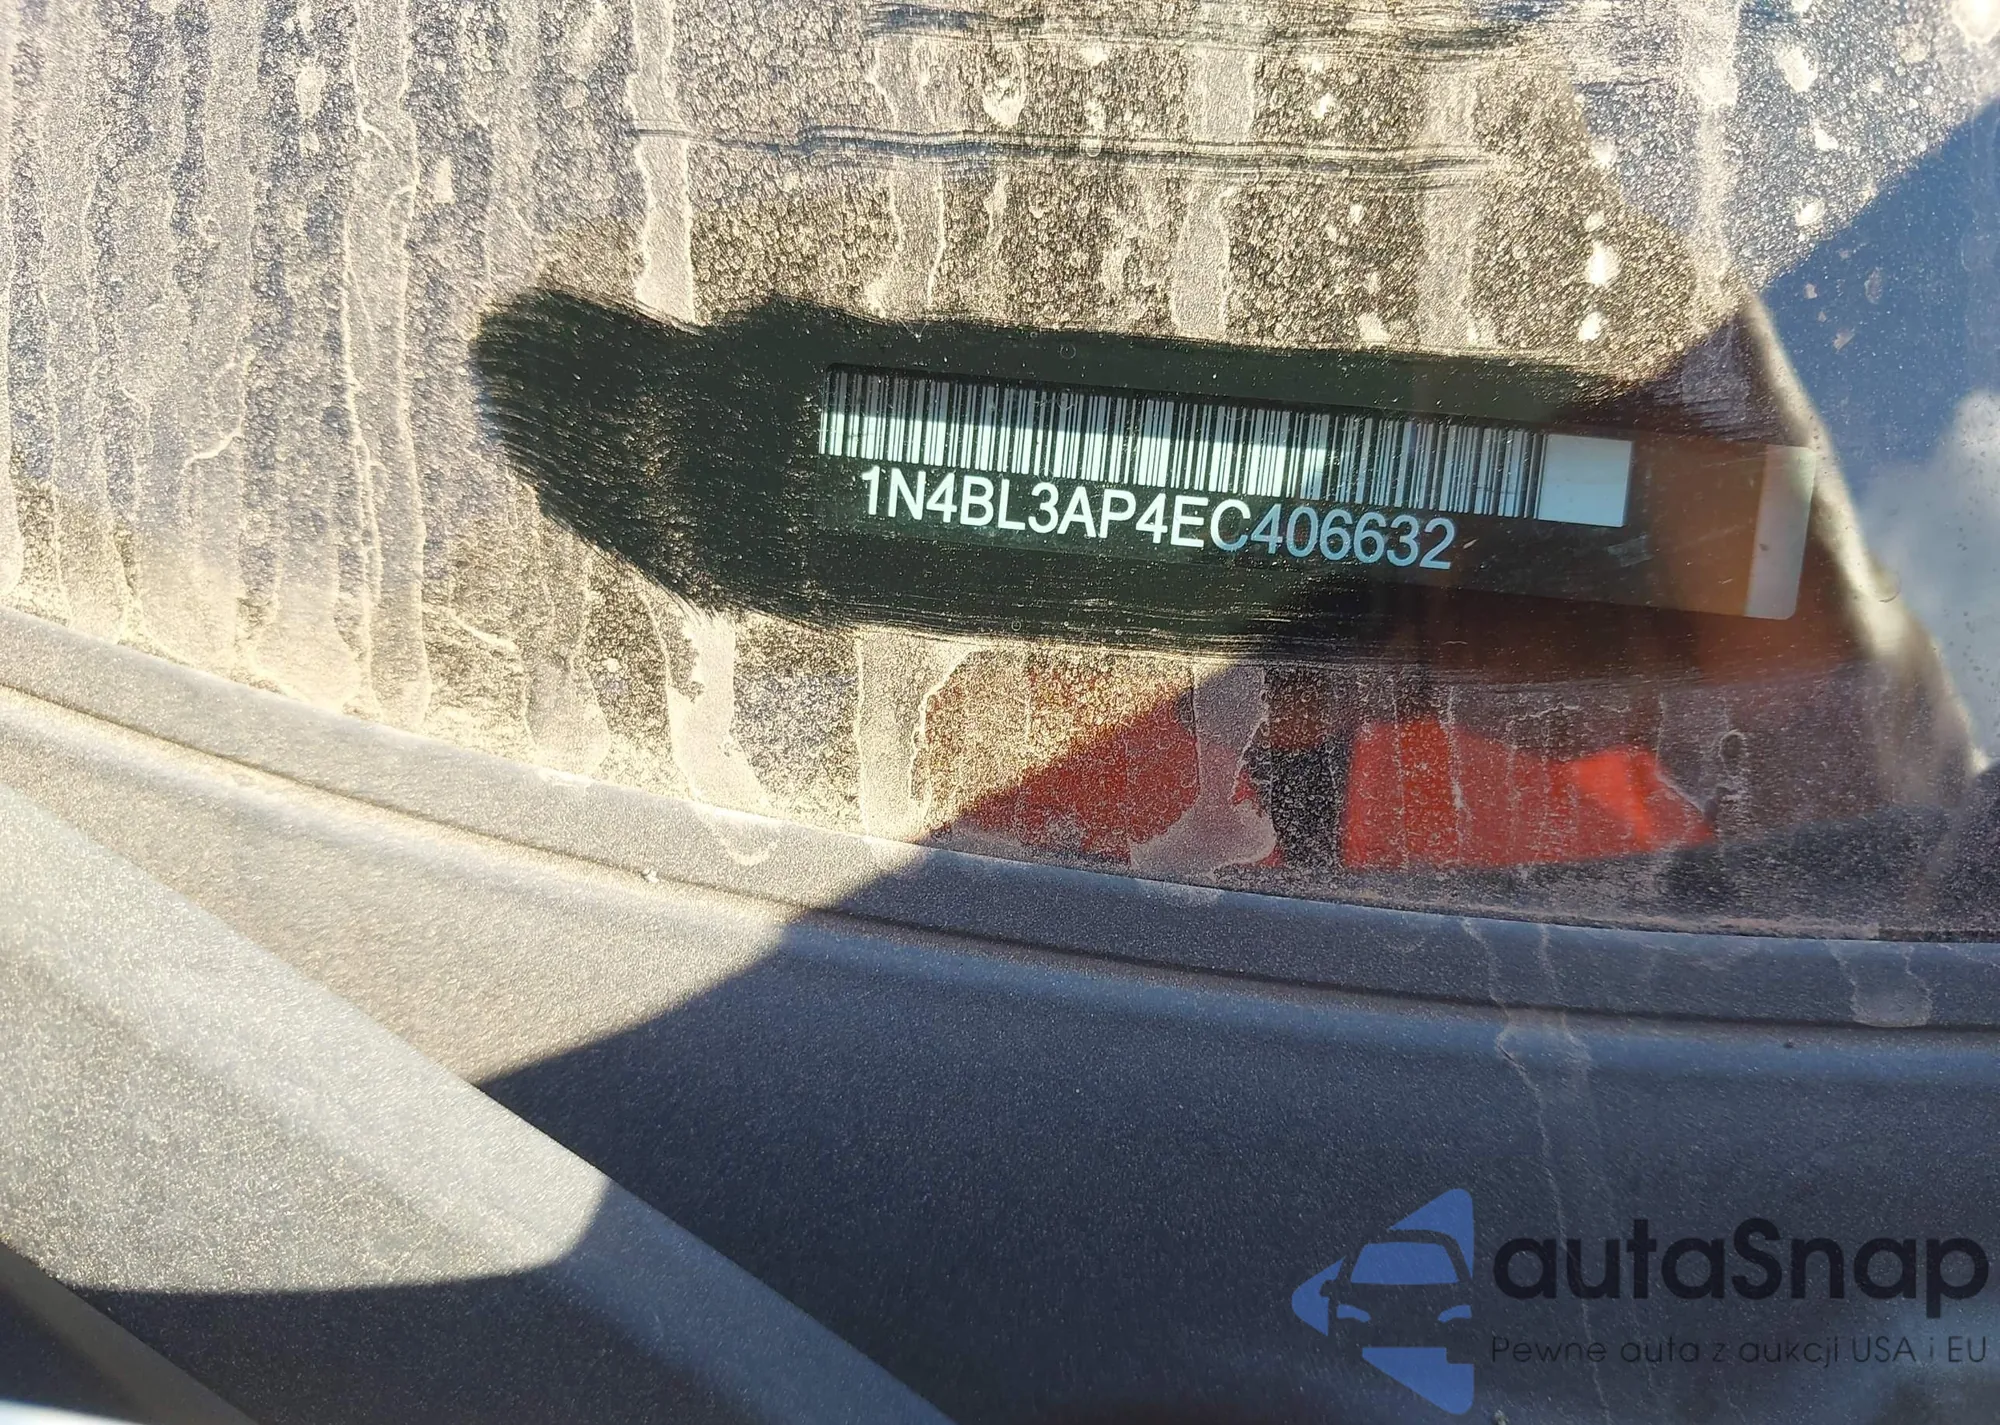 1N4BL3AP4EC406632
autaSnap
Pewne auta z aukcji USA i EU